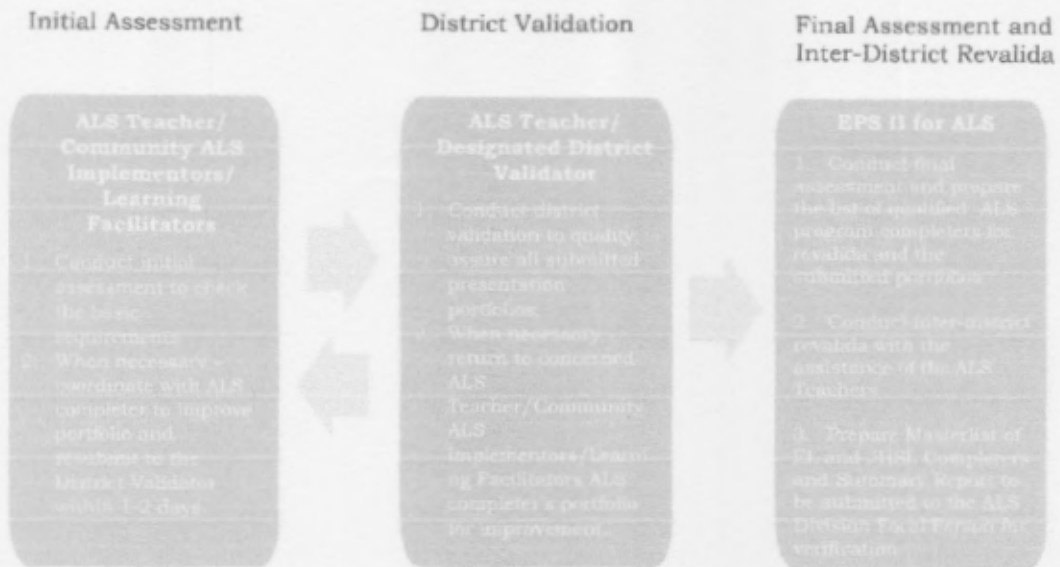 Initial Assessment
District Validation
Final Assessment and
Inter-District Revalida
ALS Teacher/
Community ALS
Implementors/
Learning
Facilitators
1. Conduct initial
assessment to check
the basic
requirements
2. When necessary -
coordinate with ALS
completer to improve
portfolio and
resubmit to the
District Validator
within 1-2 days.
ALS Teacher/
Designated District
Validator
1. Conduct district
validation to quality
assure all submitted
presentation
portfolios.
2. When necessary -
return to concerned
ALS
Teacher/Community
ALS
Implementors/Learni
ng Facilitators ALS
completer's portfolio
for improvement.
EPS II for ALS
1. Conduct final
assessment and prepare
the list of qualified ALS
program completers for
revalida and the
submitted portfolios
2. Conduct inter-district
revalida with the
assistance of the ALS
Teachers
3. Prepare Masterlist of
EL and JHSL Completers
and Summary Report to
be submitted to the ALS
Division Focal Person for
verification